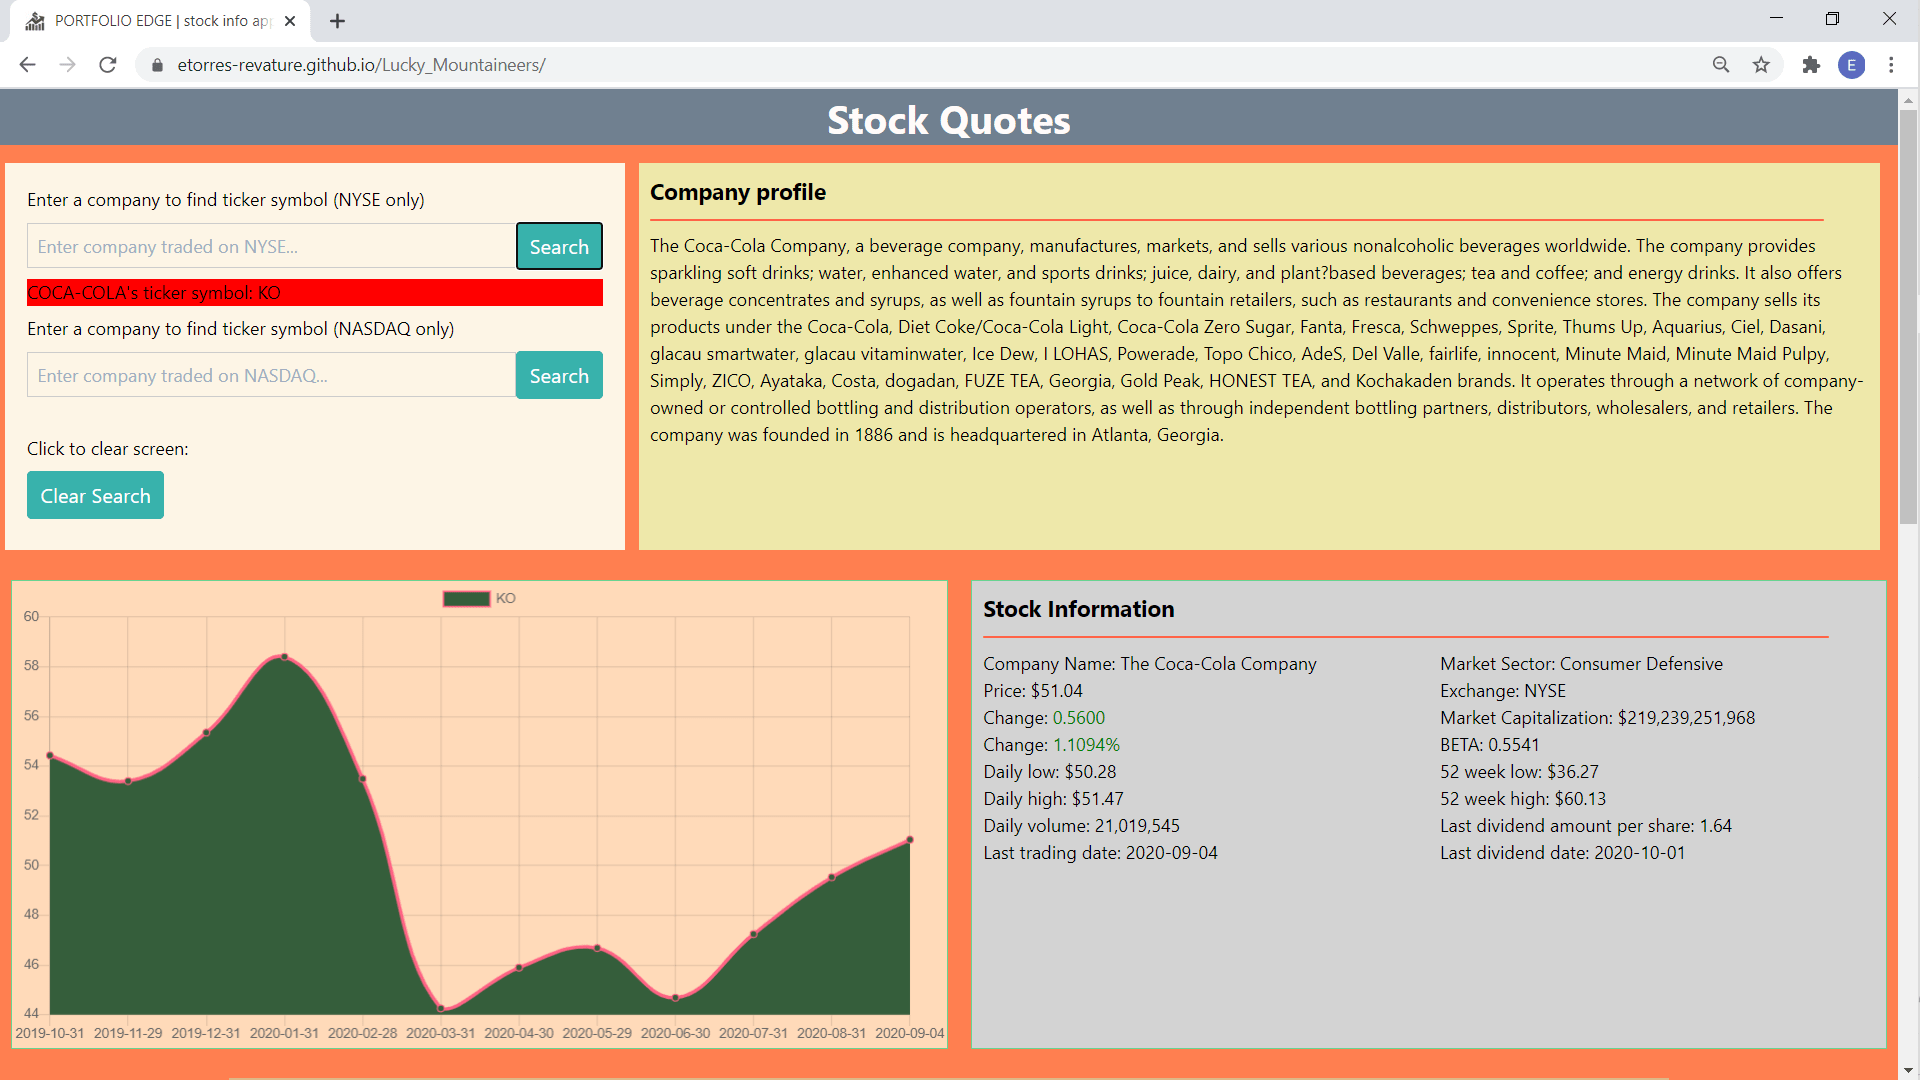 PORTFOLIO EDGE | stock info app
etorres-revature.github.io/Lucky_Mountaineers/
E
Stock Quotes
Enter a company to find ticker symbol (NYSE only)
Enter company traded on NYSE...
Search
COCA-COLA's ticker symbol: KO
Enter a company to find ticker symbol (NASDAQ only)
Enter company traded on NASDAQ...
Search
Click to clear screen:
Clear Search
Company profile
The Coca-Cola Company, a beverage company, manufactures, markets, and sells various nonalcoholic beverages worldwide. The company provides
sparkling soft drinks; water, enhanced water, and sports drinks; juice, dairy, and plant?based beverages; tea and coffee; and energy drinks. It also offers
beverage concentrates and syrups, as well as fountain syrups to fountain retailers, such as restaurants and convenience stores. The company sells its
products under the Coca-Cola, Diet Coke/Coca-Cola Light, Coca-Cola Zero Sugar, Fanta, Fresca, Schweppes, Sprite, Thums Up, Aquarius, Ciel, Dasani,
glacau smartwater, glacau vitaminwater, Ice Dew, I LOHAS, Powerade, Topo Chico, AdeS, Del Valle, fairlife, innocent, Minute Maid, Minute Maid Pulpy,
Simply, ZICO, Ayataka, Costa, dogadan, FUZE TEA, Georgia, Gold Peak, HONEST TEA, and Kochakaden brands. It operates through a network of company-
owned or controlled bottling and distribution operators, as well as through independent bottling partners, distributors, wholesalers, and retailers. The
company was founded in 1886 and is headquartered in Atlanta, Georgia.
KO
60
58
56
54
52
50
48
46
44
2019-10-31 2019-11-29 2019-12-31 2020-01-31 2020-02-28 2020-03-31 2020-04-30 2020-05-29 2020-06-30 2020-07-31 2020-08-31 2020-09-04
Stock Information
Company Name: The Coca-Cola Company
Price: $51.04
Change: 0.5600
Change: 1.1094%
Daily low: $50.28
Daily high: $51.47
Daily volume: 21,019,545
Last trading date: 2020-09-04
Market Sector: Consumer Defensive
Exchange: NYSE
Market Capitalization: $219,239,251,968
BETA: 0.5541
52 week low: $36.27
52 week high: $60.13
Last dividend amount per share: 1.64
Last dividend date: 2020-10-01